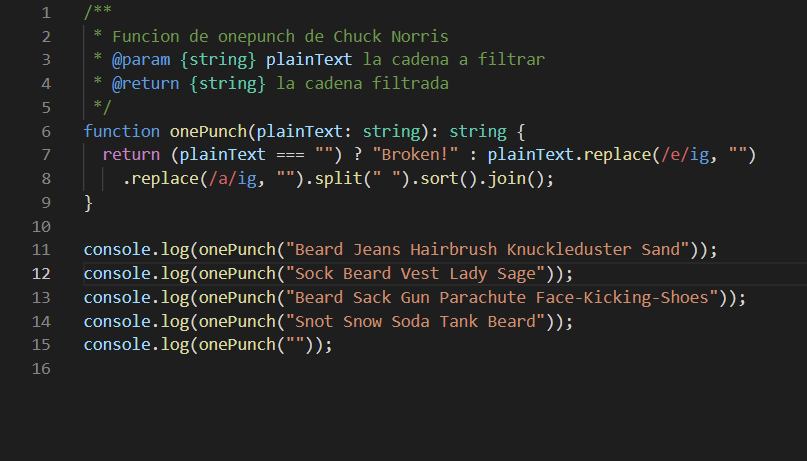 1 /**
2  * Funcion de onepunch de Chuck Norris
3  * @param {string} plainText la cadena a filtrar
4  * @return {string} la cadena filtrada
5  */
6 function onePunch(plainText: string): string {
7   return (plainText === "") ? "Broken!" : plainText.replace(/e/ig, "")
8     .replace(/a/ig, "").split(" ").sort().join();
9 }
10
11 console.log(onePunch("Beard Jeans Hairbrush Knuckleduster Sand"));
12 console.log(onePunch("Sock Beard Vest Lady Sage"));
13 console.log(onePunch("Beard Sack Gun Parachute Face-Kicking-Shoes"));
14 console.log(onePunch("Snot Snow Soda Tank Beard"));
15 console.log(onePunch(""));
16